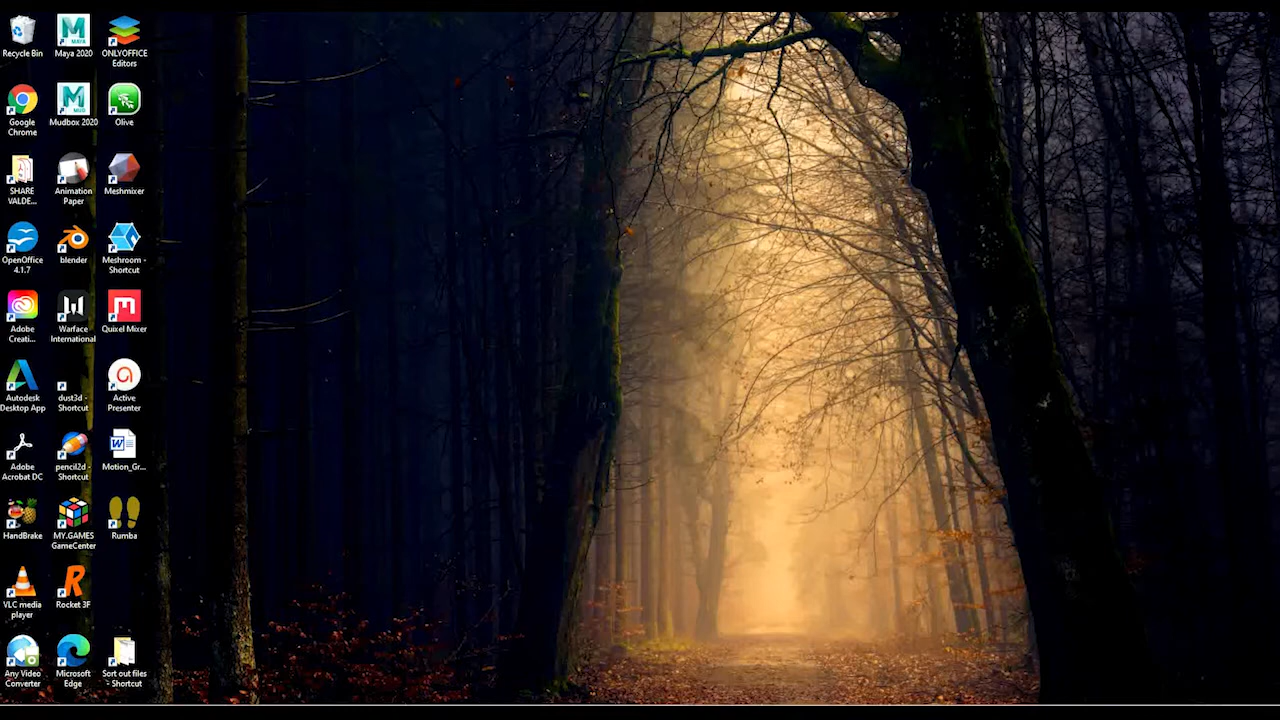 Recycle Bin
Maya 2020
ONLYOFFICE
Editors
Google
Chrome
Mudbox 2020
Olive
SHARE
VALDE...
Animation
Paper
Meshmixer
OpenOffice
4.1.7
blender
Meshroom -
Shortcut
Adobe
Creati...
Warface
International
Quixel Mixer
Autodesk
Desktop App
dust3d -
Shortcut
Active
Presenter
Adobe
Acrobat DC
pencil2d -
Shortcut
Motion_Gr...
HandBrake
MY.GAMES
GameCenter
Rumba
VLC media
player
Rocket 3F
Any Video
Converter
Microsoft
Edge
Sort out files
- Shortcut